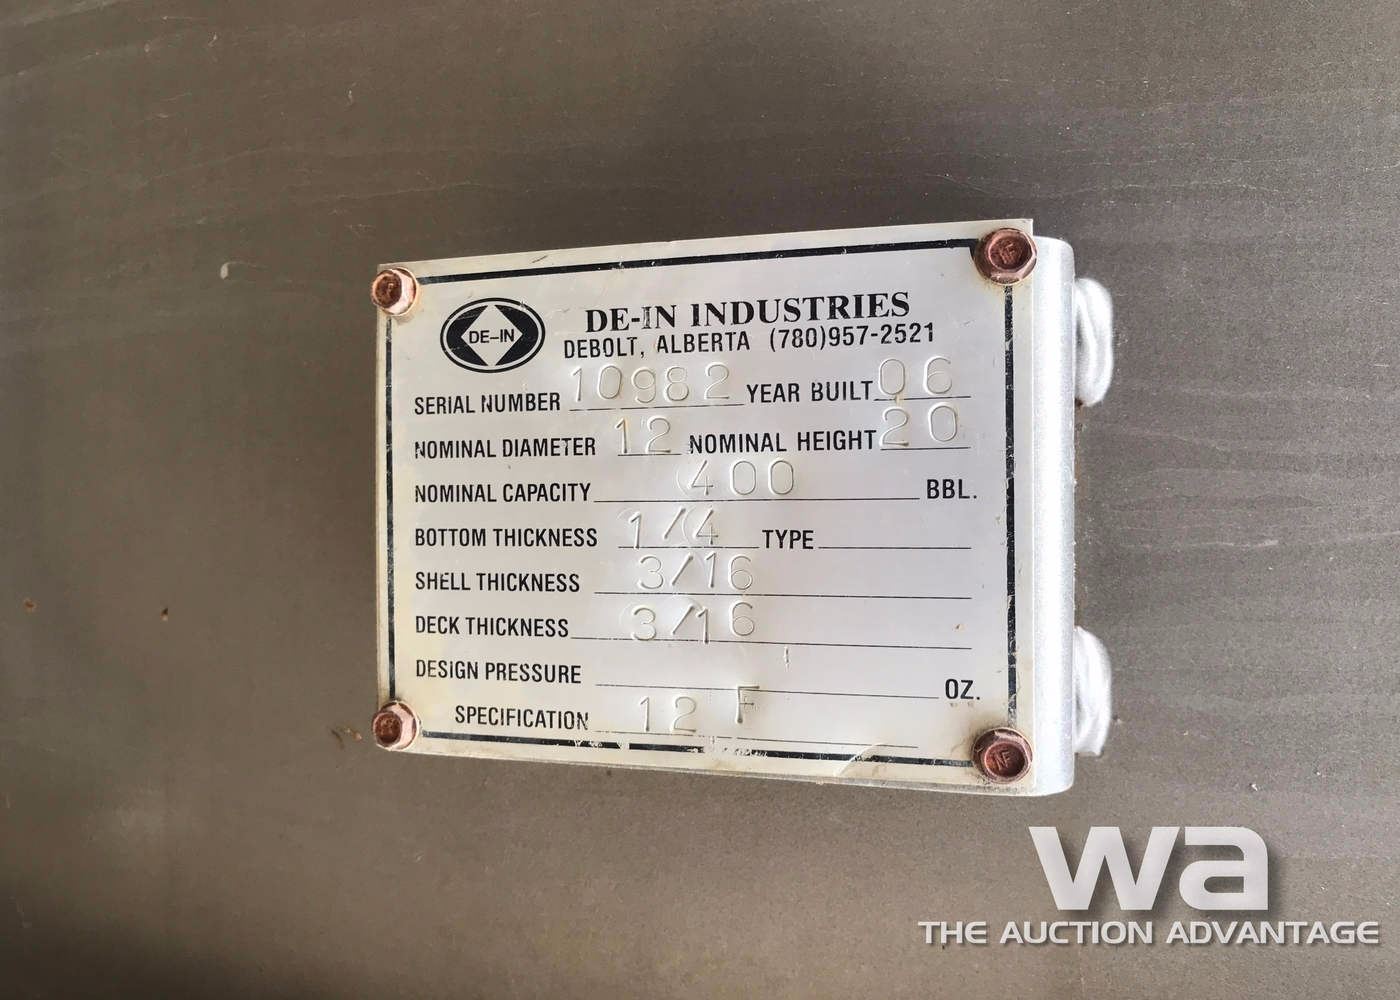 DE-IN
DE-IN INDUSTRIES
DEBOLT, ALBERTA (780)957-2521
SERIAL NUMBER 10982 YEAR BUILT 06
NOMINAL DIAMETER 12 NOMINAL HEIGHT 20
NOMINAL CAPACITY 400 BBL.
BOTTOM THICKNESS 1/4 TYPE
SHELL THICKNESS 3/16
DECK THICKNESS 3/16
DESIGN PRESSURE OZ.
SPECIFICATION 12 F
wa
THE AUCTION ADVANTAGE